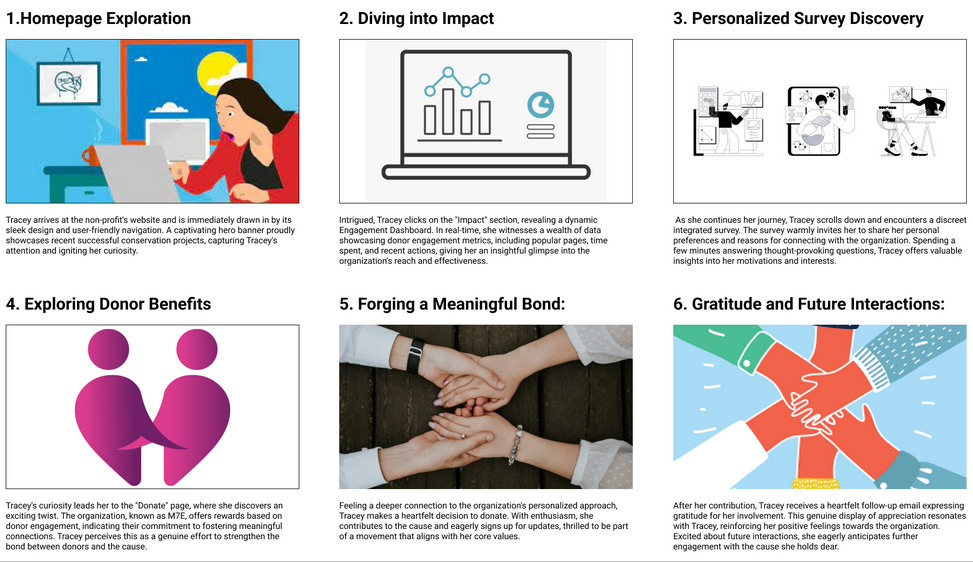 1.Homepage Exploration
Tracey arrives at the non-profit's website and is immediately drawn in by its
sleek design and user-friendly navigation. A captivating hero banner proudly
showcases recent successful conservation projects, capturing Tracey's
attention and igniting her curiosity.
2. Diving into Impact
Intrigued, Tracey clicks on the "Impact" section, revealing a dynamic
Engagement Dashboard. In real-time, she witnesses a wealth of data
showcasing donor engagement metrics, including popular pages, time
spent, and recent actions, giving her an insightful glimpse into the
organization's reach and effectiveness.
3. Personalized Survey Discovery
As she continues her journey, Tracey scrolls down and encounters a discreet
integrated survey. The survey warmly invites her to share her personal
preferences and reasons for connecting with the organization. Spending a
few minutes answering thought-provoking questions, Tracey offers valuable
insights into her motivations and interests.
4. Exploring Donor Benefits
Tracey's curiosity leads her to the "Donate" page, where she discovers an
exciting twist. The organization, known as M7E, offers rewards based on
donor engagement, indicating their commitment to fostering meaningful
connections. Tracey perceives this as a genuine effort to strengthen the
bond between donors and the cause.
5. Forging a Meaningful Bond:
Feeling a deeper connection to the organization's personalized approach,
Tracey makes a heartfelt decision to donate. With enthusiasm, she
contributes to the cause and eagerly signs up for updates, thrilled to be part
of a movement that aligns with her core values.
6. Gratitude and Future Interactions:
After her contribution, Tracey receives a heartfelt follow-up email expressing
gratitude for her involvement. This genuine display of appreciation resonates
with Tracey, reinforcing her positive feelings towards the organization.
Excited about future interactions, she eagerly anticipates further
engagement with the cause she holds dear.